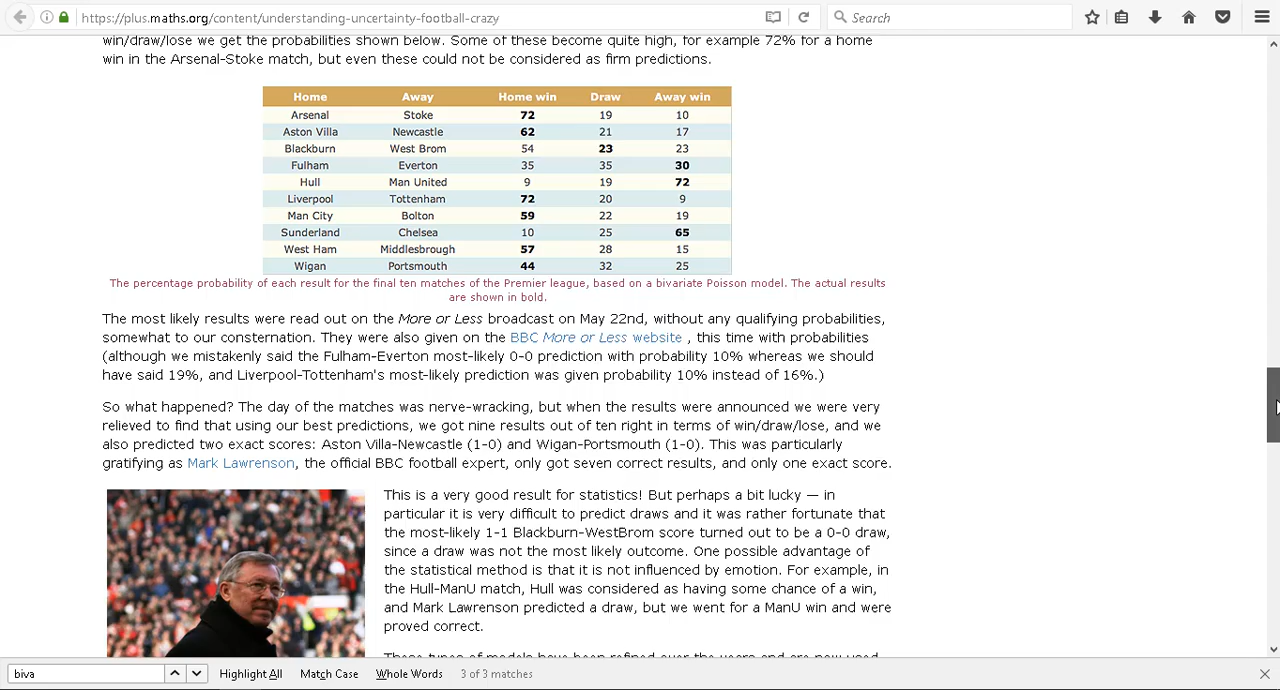 https://plus.maths.org/content/understanding-uncertainty-football-crazy
Search
win/draw/lose we get the probabilities shown below. Some of these become quite high, for example 72% for a home
win in the Arsenal-Stoke match, but even these could not be considered as firm predictions.
Home Away Home win Draw Away win
Arsenal Stoke 72 19 10
Aston Villa Newcastle 62 21 17
Blackburn West Brom 54 23 23
Fulham Everton 35 35 30
Hull Man United 9 19 72
Liverpool Tottenham 72 20 9
Man City Bolton 59 22 19
Sunderland Chelsea 10 25 65
West Ham Middlesbrough 57 28 15
Wigan Portsmouth 44 32 25
The percentage probability of each result for the final ten matches of the Premier league, based on a bivariate Poisson model. The actual results
are shown in bold.
The most likely results were read out on the More or Less broadcast on May 22nd, without any qualifying probabilities,
somewhat to our consternation. They were also given on the BBC More or Less website , this time with probabilities
(although we mistakenly said the Fulham-Everton most-likely 0-0 prediction with probability 10% whereas we should
have said 19%, and Liverpool-Tottenham's most-likely prediction was given probability 10% instead of 16%.)
So what happened? The day of the matches was nerve-wracking, but when the results were announced we were very
relieved to find that using our best predictions, we got nine results out of ten right in terms of win/draw/lose, and we
also predicted two exact scores: Aston Villa-Newcastle (1-0) and Wigan-Portsmouth (1-0). This was particularly
gratifying as Mark Lawrenson, the official BBC football expert, only got seven correct results, and only one exact score.
This is a very good result for statistics! But perhaps a bit lucky — in
particular it is very difficult to predict draws and it was rather fortunate that
the most-likely 1-1 Blackburn-WestBrom score turned out to be a 0-0 draw,
since a draw was not the most likely outcome. One possible advantage of
the statistical method is that it is not influenced by emotion. For example, in
the Hull-ManU match, Hull was considered as having some chance of a win,
and Mark Lawrenson predicted a draw, but we went for a ManU win and were
proved correct.
These types of models have been refined over the years and are now used
biva Highlight All Match Case Whole Words 3 of 3 matches